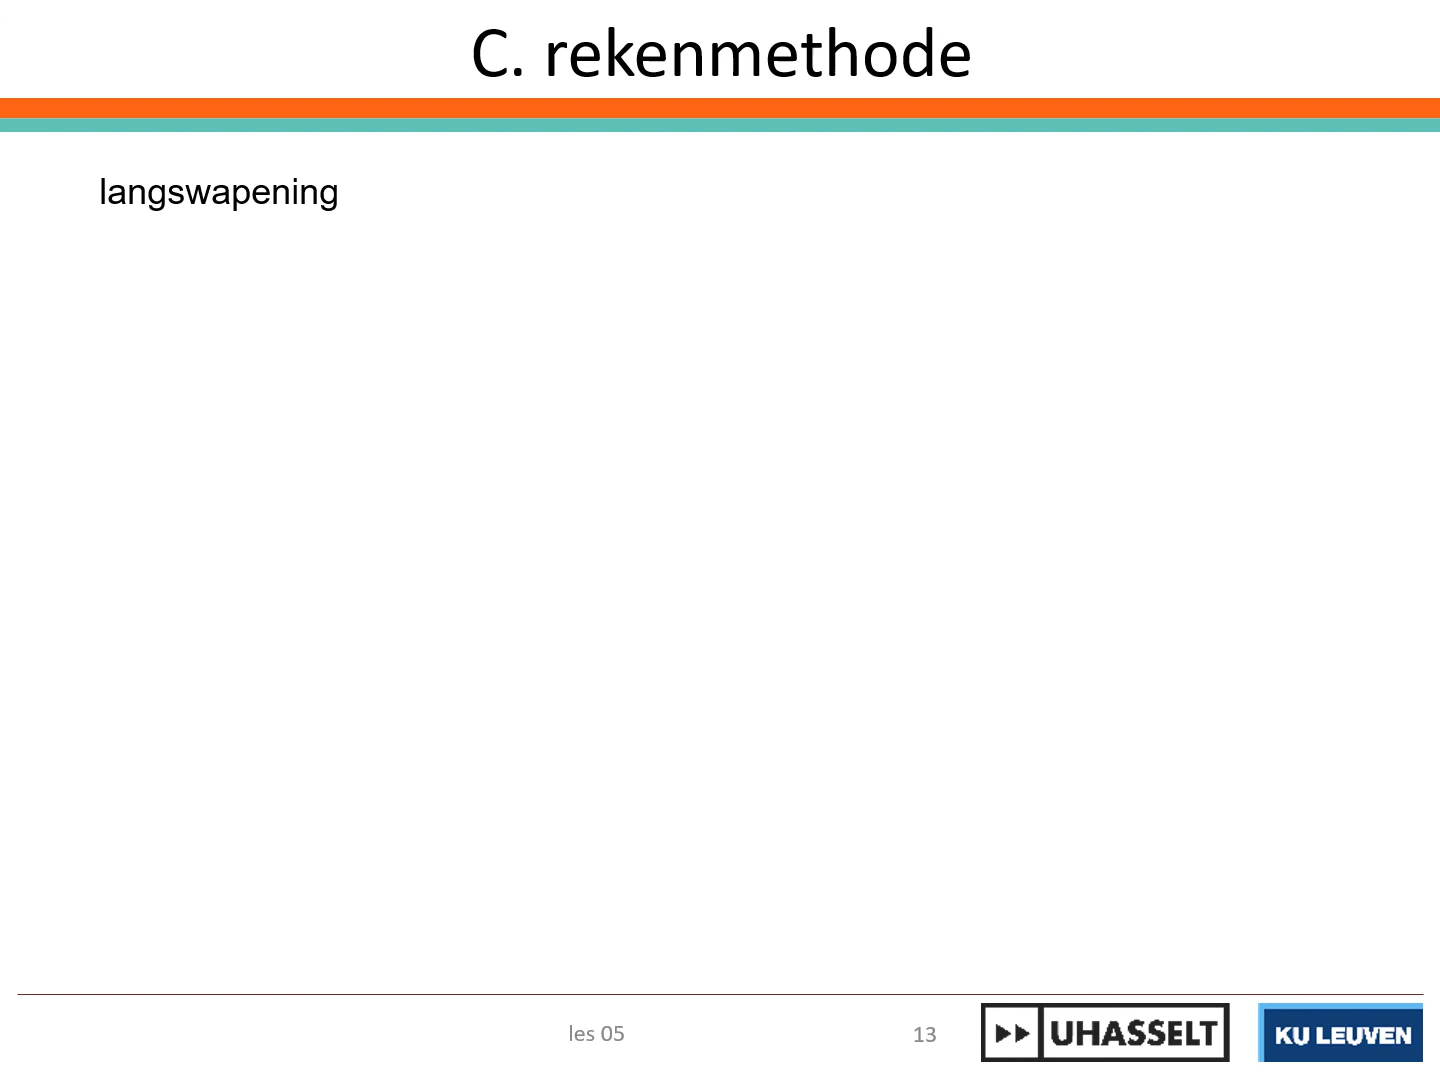 C. rekenmethode
langswapening
les 05
13
UHASSELT
KU LEUVEN